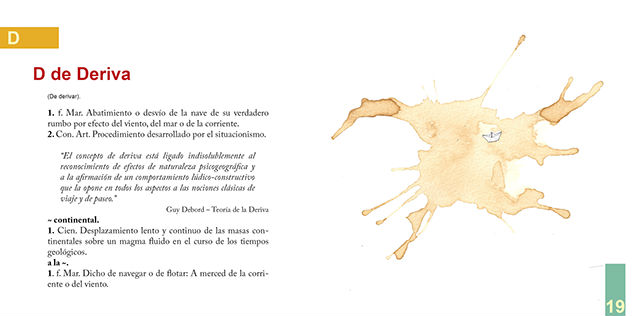 D
D de Deriva
(De derivar).
1. f. Mar. Abatimiento o desvío de la nave de su verdadero
rumbo por efecto del viento, del mar o de la corriente.
2. Con. Art. Procedimiento desarrollado por el situacionismo.
"El concepto de deriva está ligado indisolublemente al
reconocimiento de efectos de naturaleza psicogeográfica y
a la afirmación de un comportamiento lúdico-constructivo
que la opone en todos los aspectos a las nociones clásicas de
viaje y de paseo."
Guy Debord – Teoría de la Deriva
~ continental.
1. Cien. Desplazamiento lento y continuo de las masas con-
tinentales sobre un magma fluido en el curso de los tiempos
geológicos.
a la ~.
1. f. Mar. Dicho de navegar o de flotar: A merced de la corri-
ente o del viento.
19